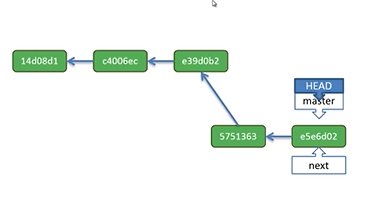 14d08d1
c4006ec
e39d0b2
HEAD
master
5751363
e5e6d02
next